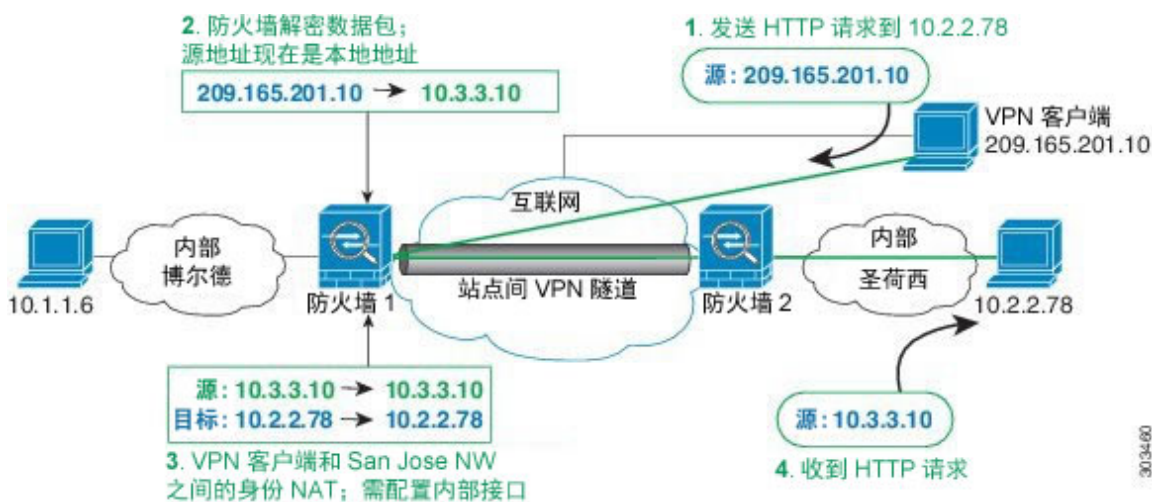 2. 防火墙解密数据包；
源地址现在是本地地址
209.165.201.10 → 10.3.3.10
1. 发送 HTTP 请求到 10.2.2.78
源: 209.165.201.10
VPN 客户端
209.165.201.10
互联网
内部
博尔德
10.1.1.6
防火墙 1
站点间 VPN 隧道
防火墙 2
内部
圣荷西
10.2.2.78
源: 10.3.3.10 → 10.3.3.10
目标: 10.2.2.78 → 10.2.2.78
3. VPN 客户端和 San Jose NW
之间的身份 NAT；需配置内部接口
源: 10.3.3.10
4. 收到 HTTP 请求
303460